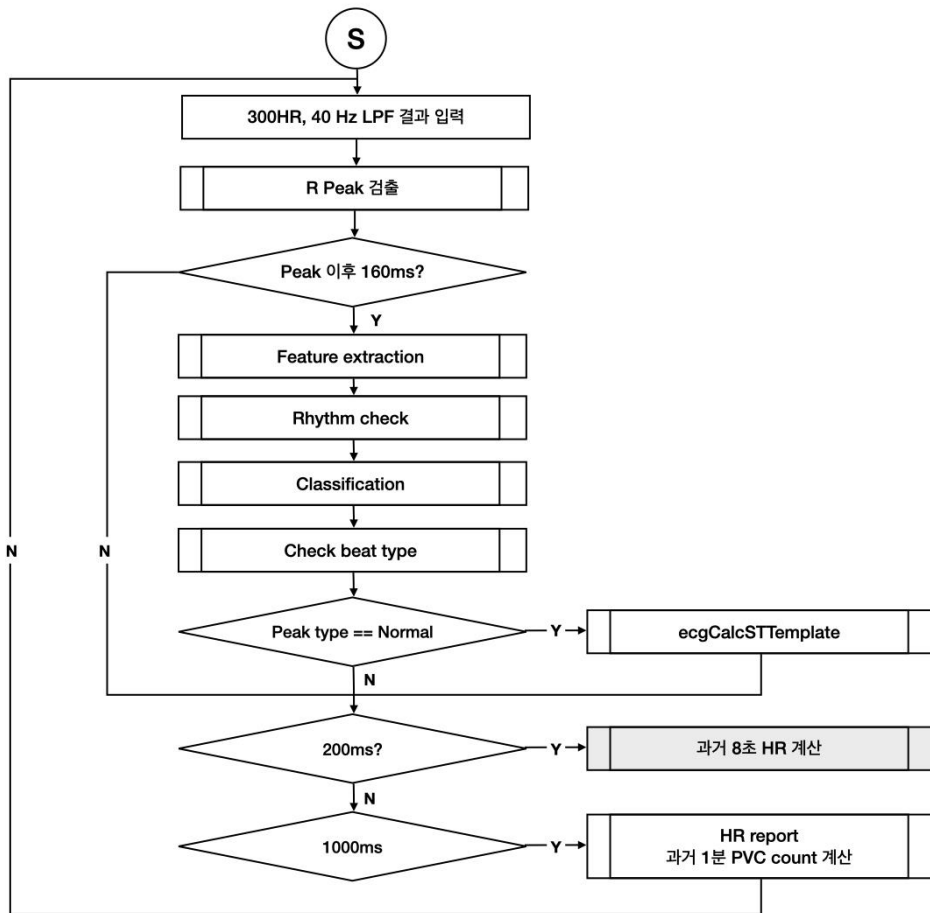 S
300HR, 40 Hz LPF 결과 입력
R Peak 검출
Peak 이후 160ms?
Y
Feature extraction
Rhythm check
Classification
N
N
Check beat type
Peak type == Normal
Y
ecgCalcSTTemplate
N
200ms?
Y
과거 8초 HR 계산
N
1000ms
Y
HR report
과거 1분 PVC count 계산